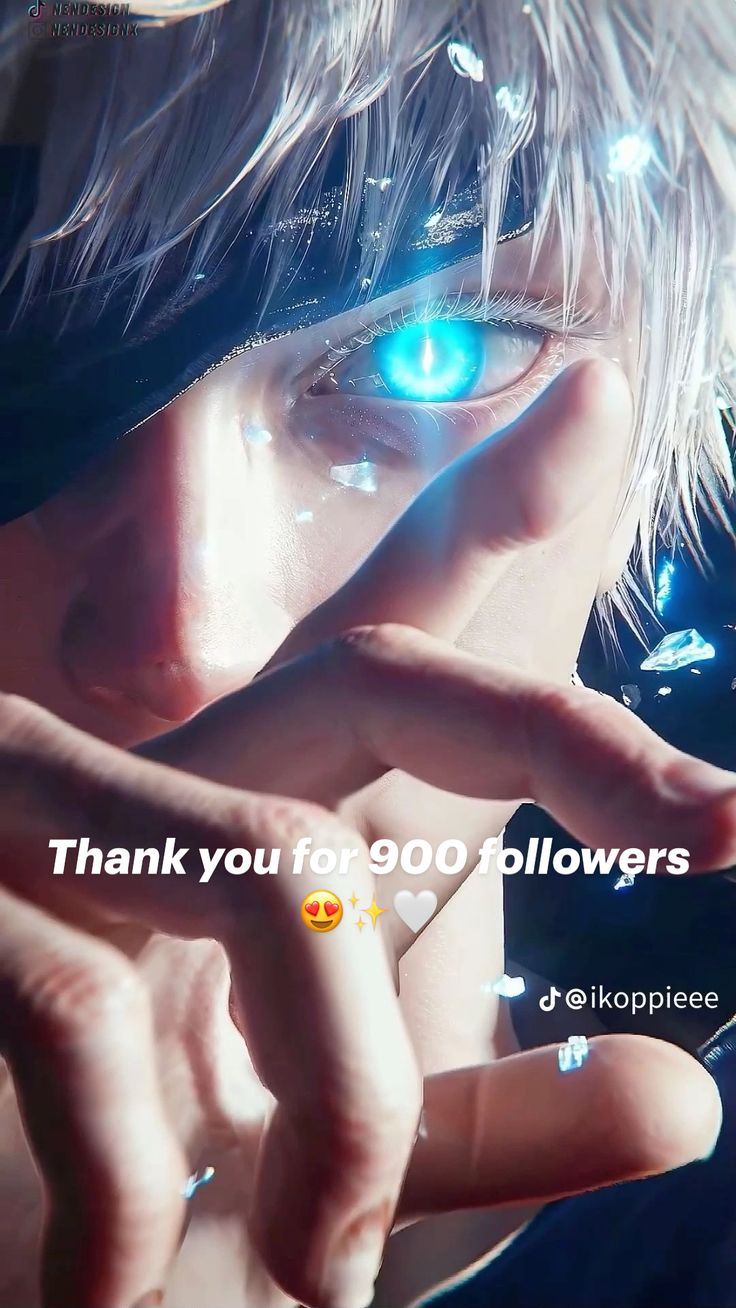 NENDESIGN
NENDESIGNX
Thank you for 900 followers
😍✨🤍
@ikoppieee